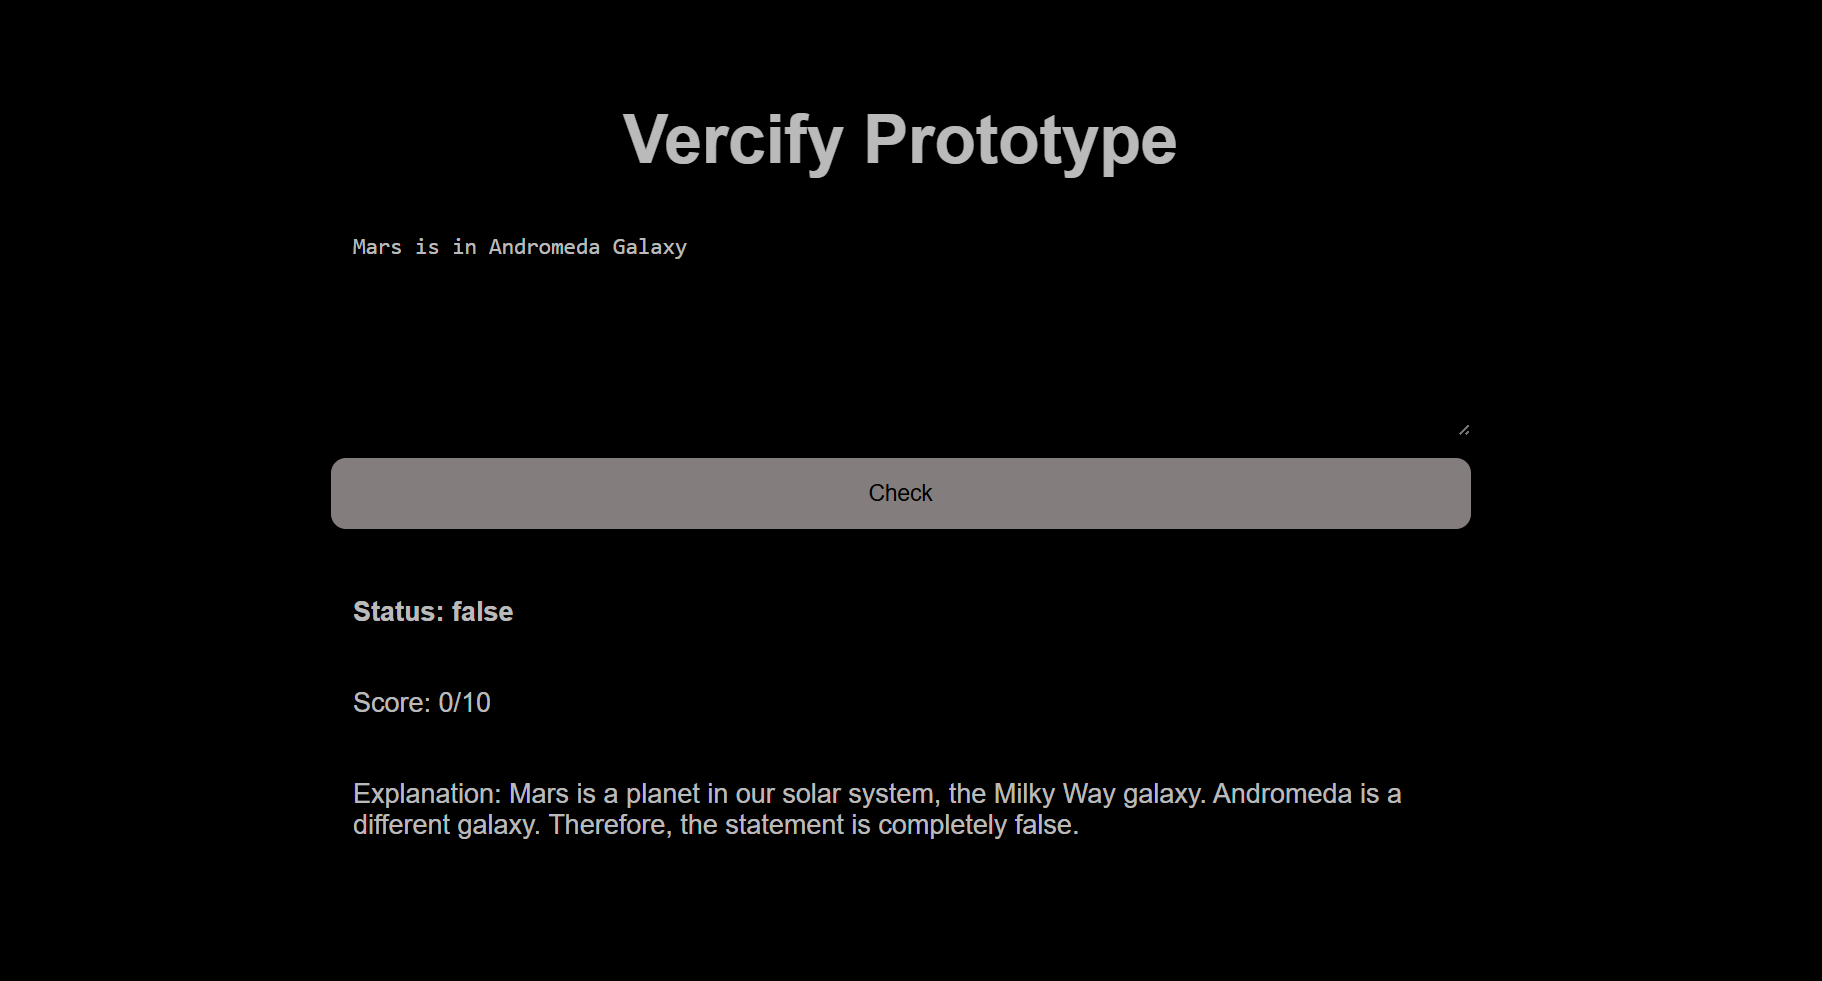 Vercify Prototype
Mars is in Andromeda Galaxy
Check
Status: false
Score: 0/10
Explanation: Mars is a planet in our solar system, the Milky Way galaxy. Andromeda is a
different galaxy. Therefore, the statement is completely false.